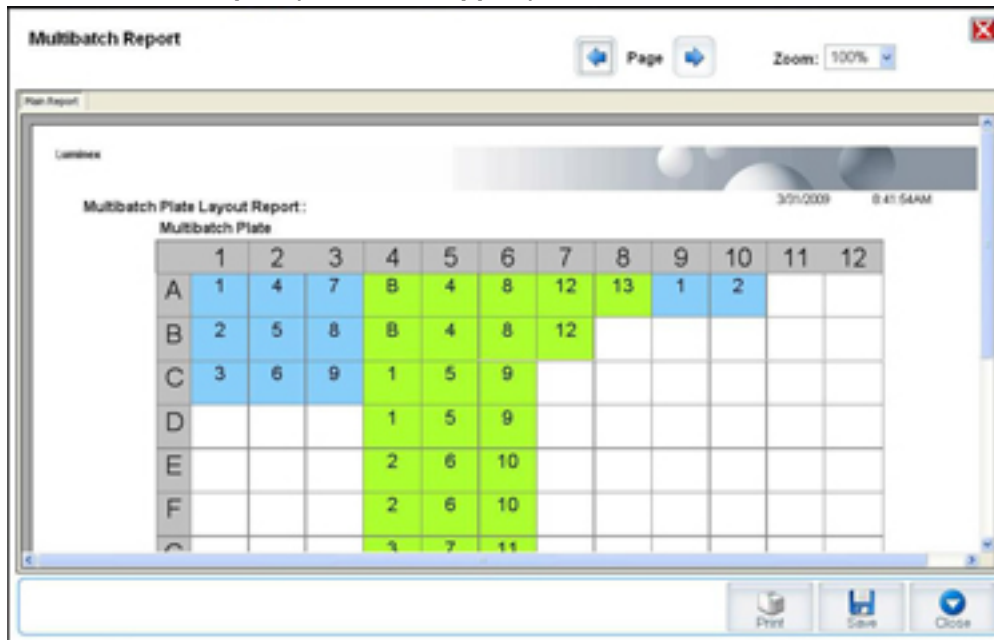 Multibatch Report
Page
Zoom: 100%
Main Report
Luminex
3/31/2009 8:41:54AM
Multibatch Plate Layout Report :
Multibatch Plate
1 2 3 4 5 6 7 8 9 10 11 12
A 1 4 7 B 4 8 12 13 1 2
B 2 5 8 B 4 8 12
C 3 6 9 1 5 9
D 1 5 9
E 2 6 10
F 2 6 10
3 7 11
Print Save Close